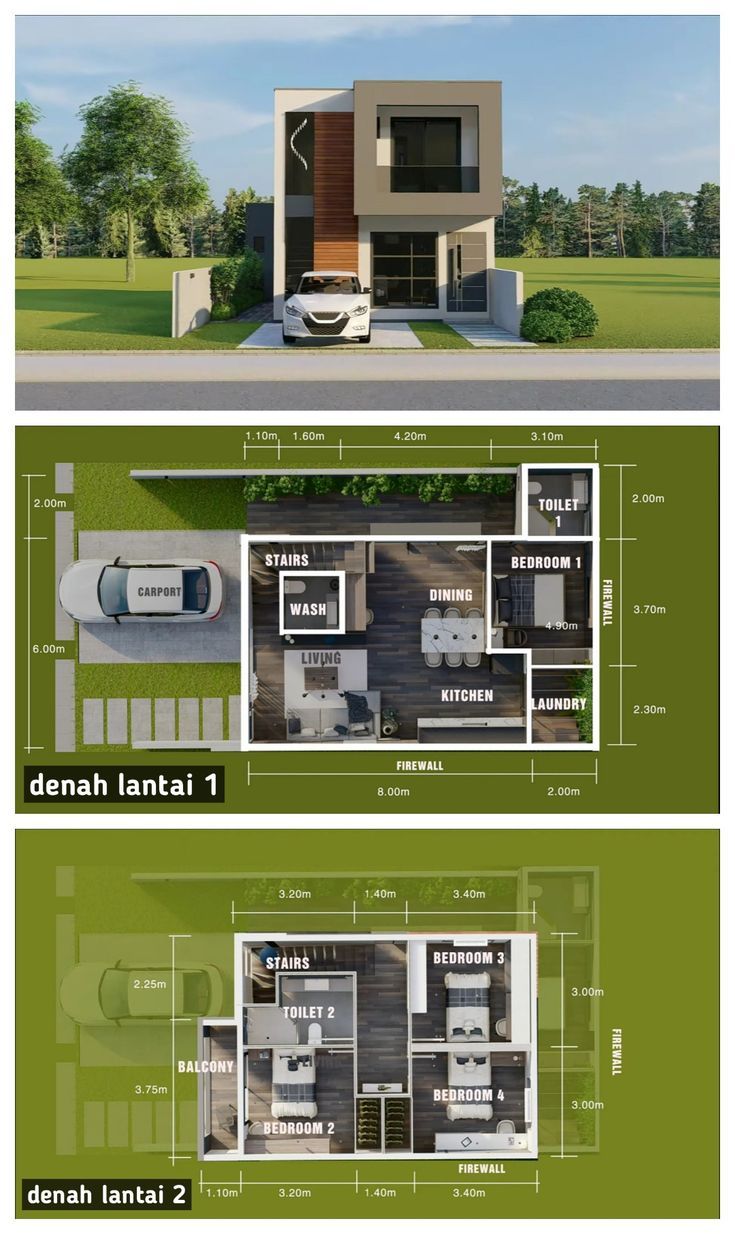 1.10m 1.60m 4.20m 3.10m
2.00m
TOILET
1
2.00m
STAIRS
BEDROOM 1
CARPORT
WASH
DINING
FIREWALL
3.70m
4.90m
6.00m
LIVING
KITCHEN
LAUNDRY
2.30m
FIREWALL
denah lantai 1
8.00m 2.00m
3.20m 1.40m 3.40m
STAIRS
BEDROOM 3
2.25m
TOILET 2
3.00m
FIREWALL
BALCONY
3.75m
BEDROOM 4
3.00m
BEDROOM 2
FIREWALL
denah lantai 2
1.10m 3.20m 1.40m 3.40m